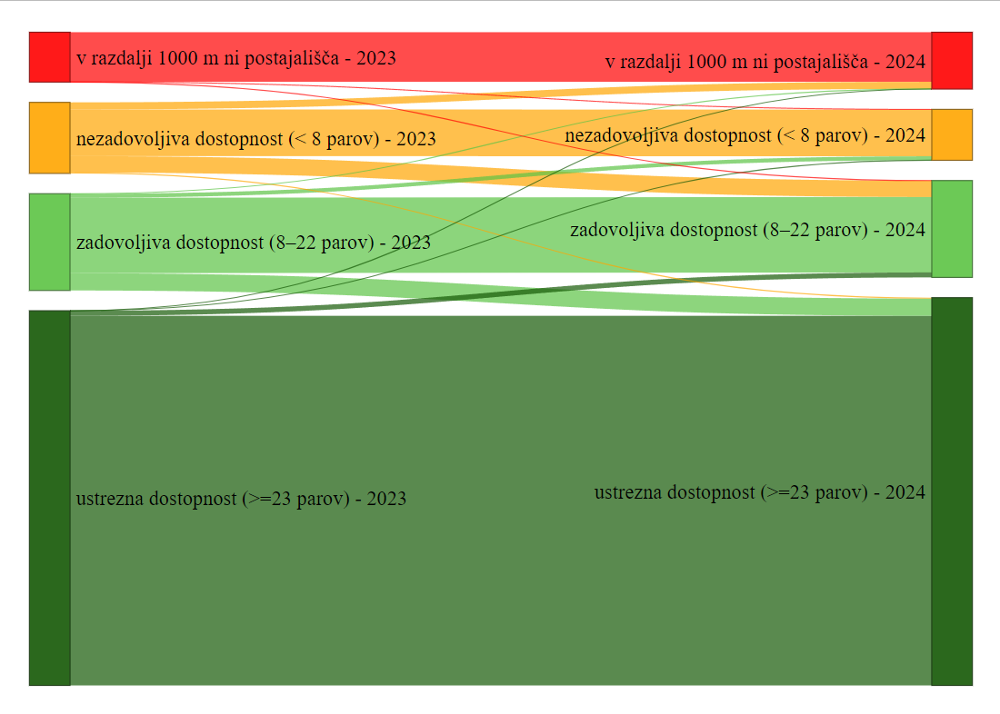 v razdalji 1000 m ni postajališča - 2023
v razdalji 1000 m ni postajališča - 2024
nezadovoljiva dostopnost (< 8 parov) - 2023
nezadovoljiva dostopnost (< 8 parov) - 2024
zadovoljiva dostopnost (8–22 parov) - 2023
zadovoljiva dostopnost (8–22 parov) - 2024
ustrezna dostopnost (>=23 parov) - 2023
ustrezna dostopnost (>=23 parov) - 2024